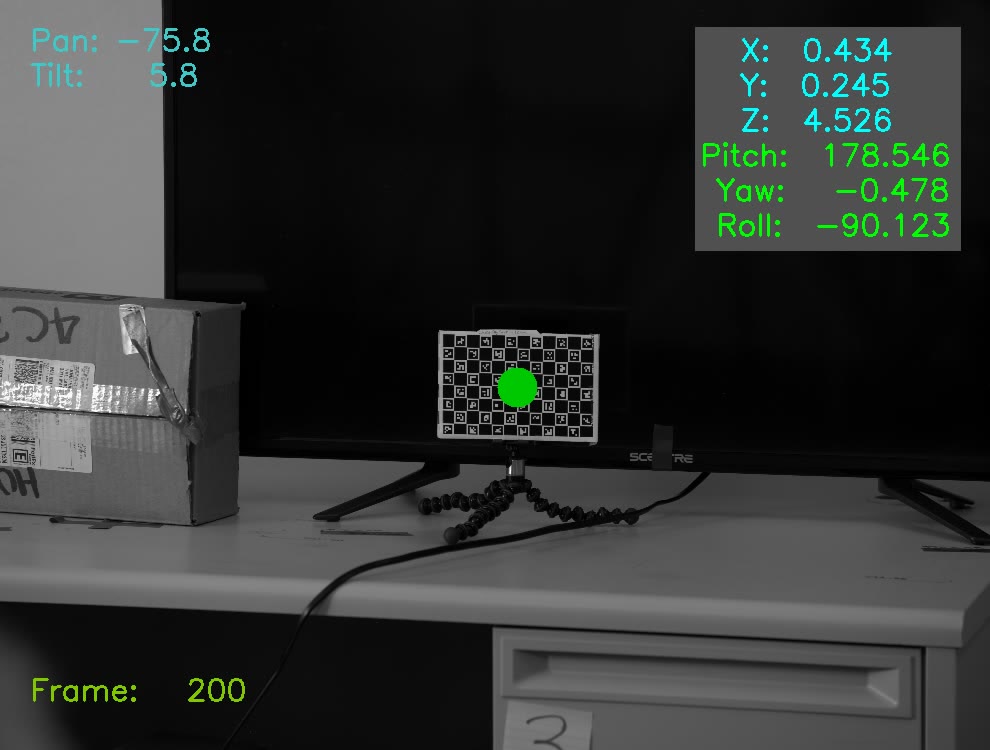 Pan: -75.8
Tilt: 5.8
X: 0.434
Y: 0.245
Z: 4.526
Pitch: 178.546
Yaw: -0.478
Roll: -90.123
Frame: 200
3